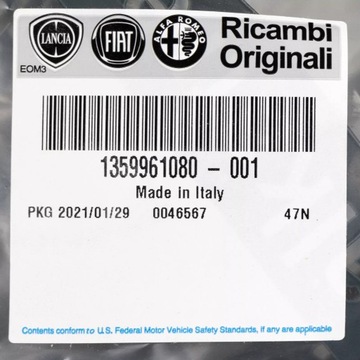 LANCIA
FIAT
ALFA ROMEO
Ricambi
Originali
EOM3
1359961080 - 001
Made in Italy
PKG 2021/01/29 0046567 47N
Contents conform to U.S. Federal Motor Vehicle Safety Standards, if any are applicable